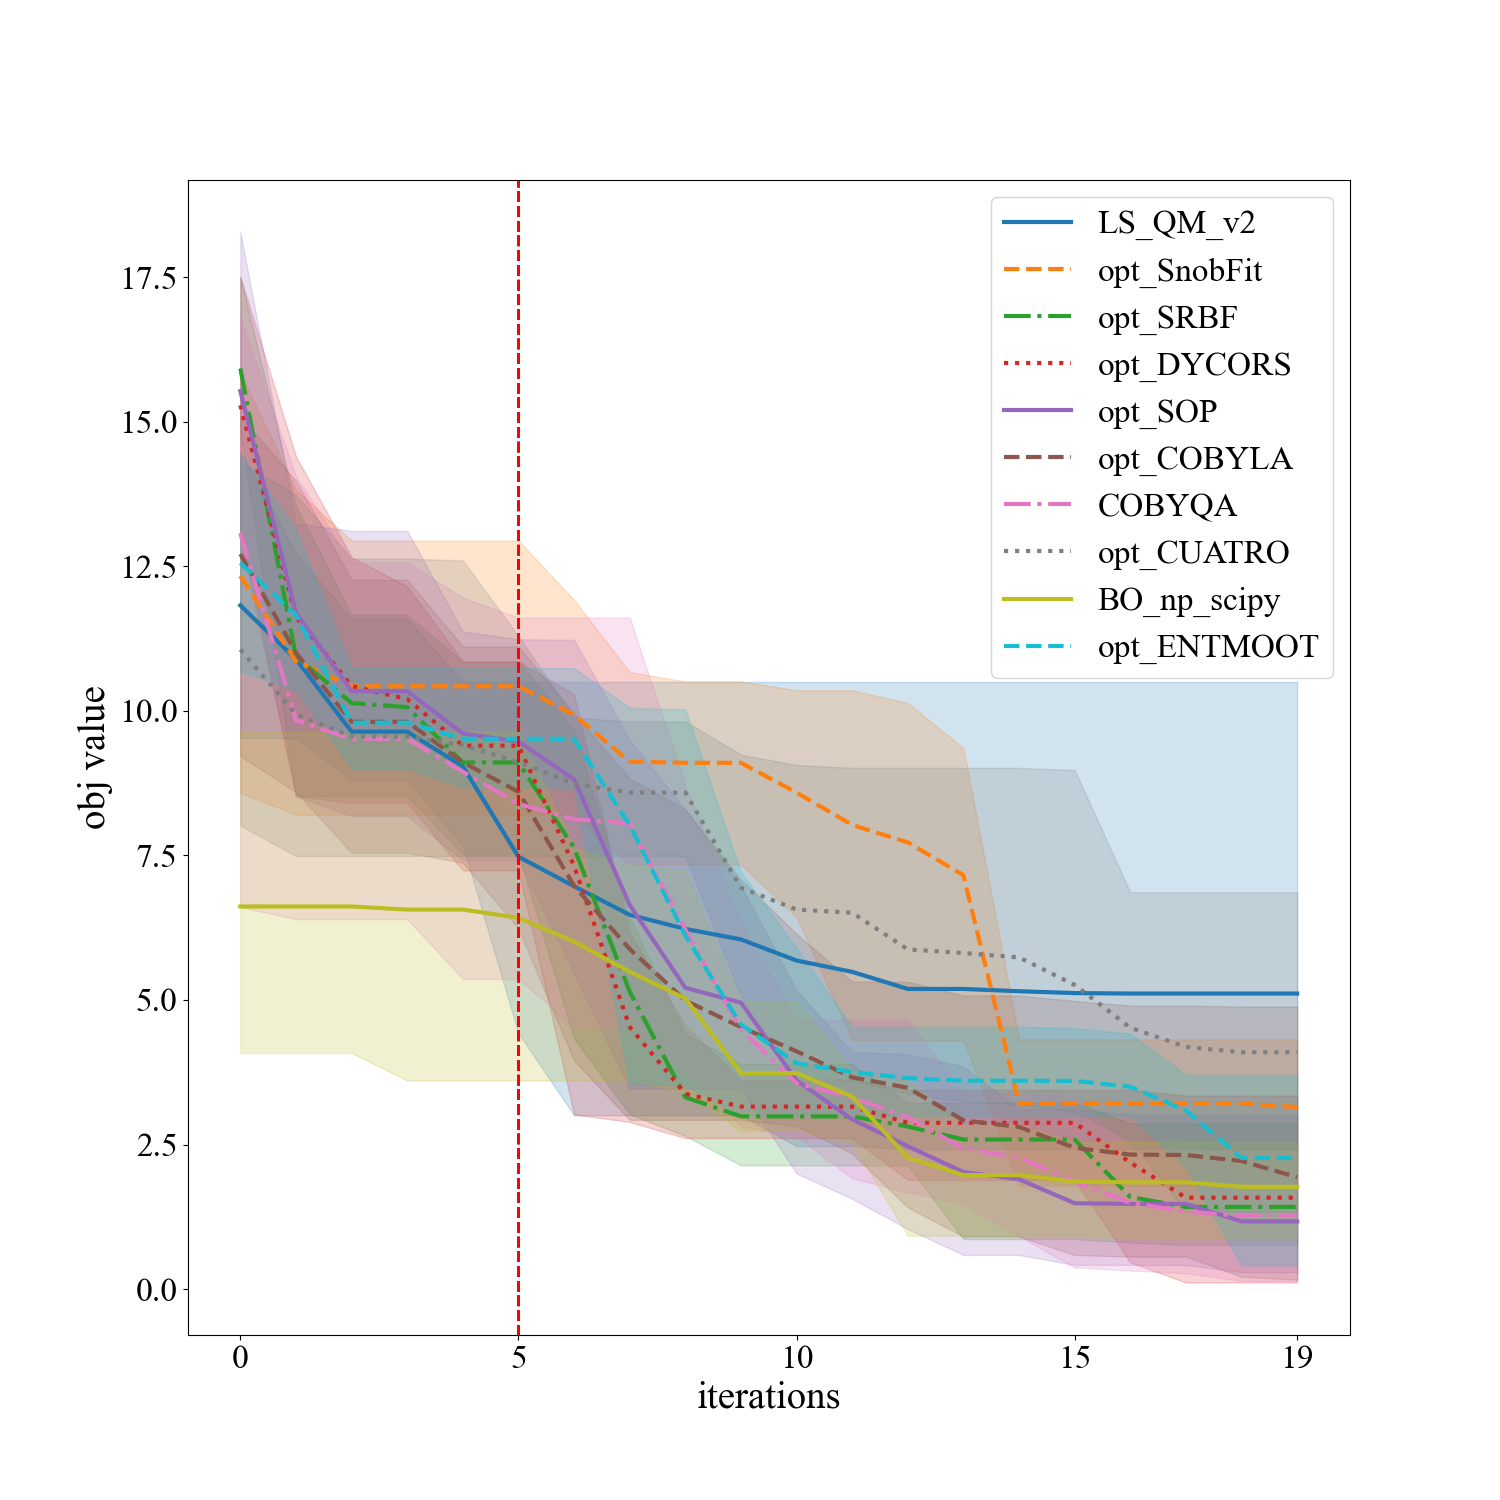 17.5
15.0
12.5
10.0
7.5
5.0
2.5
0.0
obj value
0
5
10
15
19
iterations
LS_QM_v2
opt_SnobFit
opt_SRBF
opt_DYCORS
opt_SOP
opt_COBYLA
COBYQA
opt_CUATRO
BO_np_scipy
opt_ENTMOOT